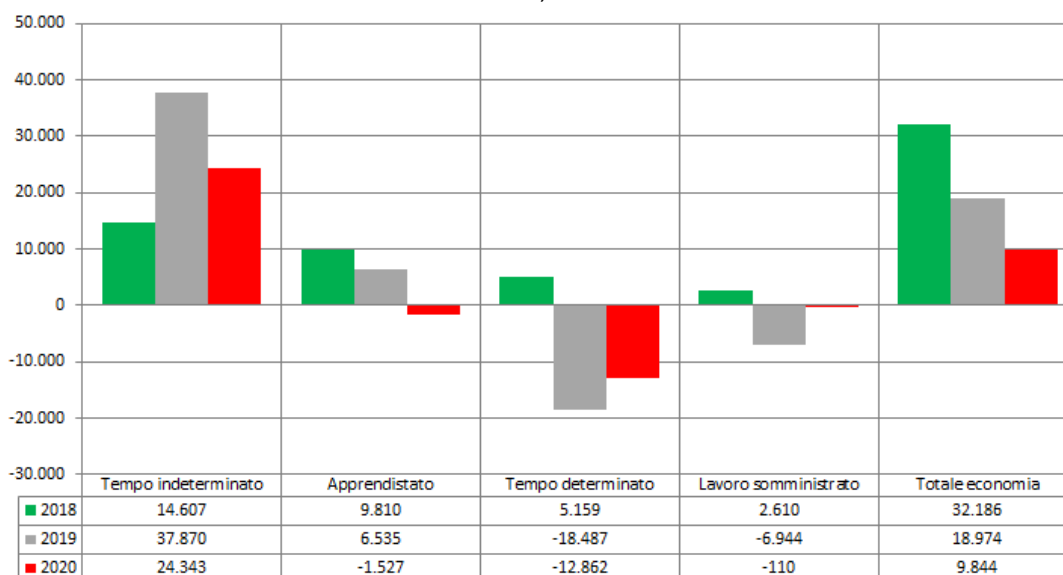 50.000
40.000
30.000
20.000
10.000
0
-10.000
-20.000
-30.000
Tempo indeterminato Apprendistato Tempo determinato Lavoro somministrato Totale economia
2018 14.607 9.810 5.159 2.610 32.186
2019 37.870 6.535 -18.487 -6.944 18.974
2020 24.343 -1.527 -12.862 -110 9.844